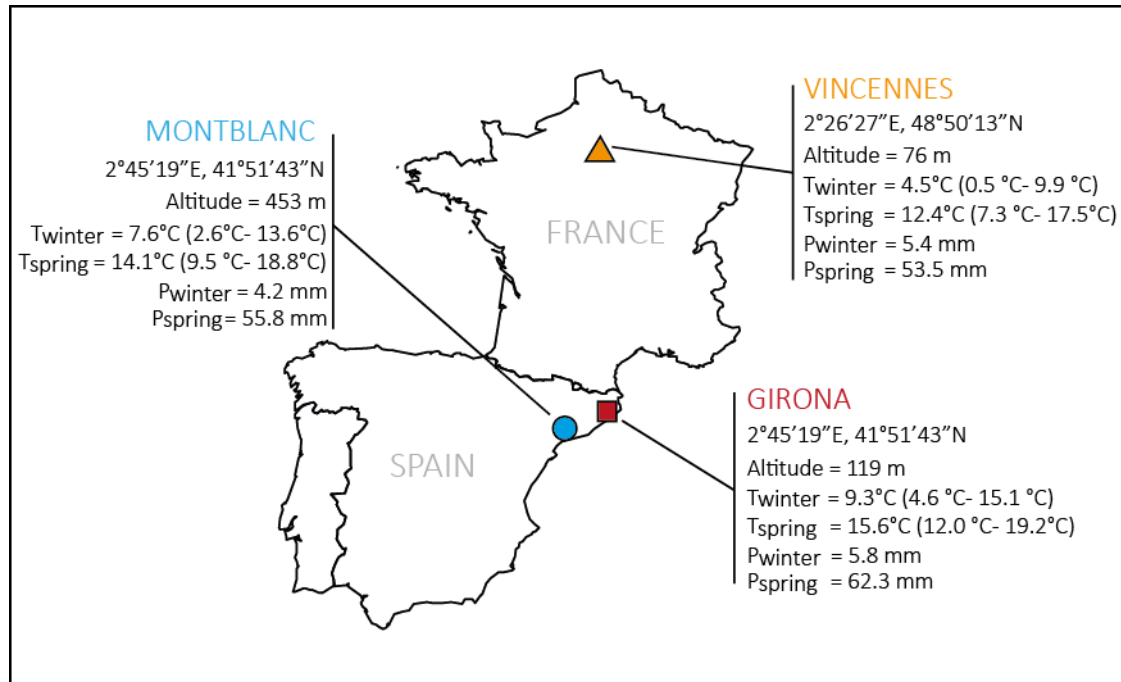 MONTBLANC
2°45’19”E, 41°51’43”N
Altitude = 453 m
Twinter = 7.6°C (2.6°C- 13.6°C)
Tspring = 14.1°C (9.5 °C- 18.8°C)
Pwinter = 4.2 mm
Pspring= 55.8 mm
VINCENNES
2°26’27”E, 48°50’13”N
Altitude = 76 m
Twinter = 4.5°C (0.5 °C- 9.9 °C)
Tspring = 12.4°C (7.3 °C- 17.5°C)
Pwinter = 5.4 mm
Pspring = 53.5 mm
FRANCE
SPAIN
GIRONA
2°45’19”E, 41°51’43”N
Altitude = 119 m
Twinter = 9.3°C (4.6 °C- 15.1 °C)
Tspring = 15.6°C (12.0 °C- 19.2°C)
Pwinter = 5.8 mm
Pspring = 62.3 mm